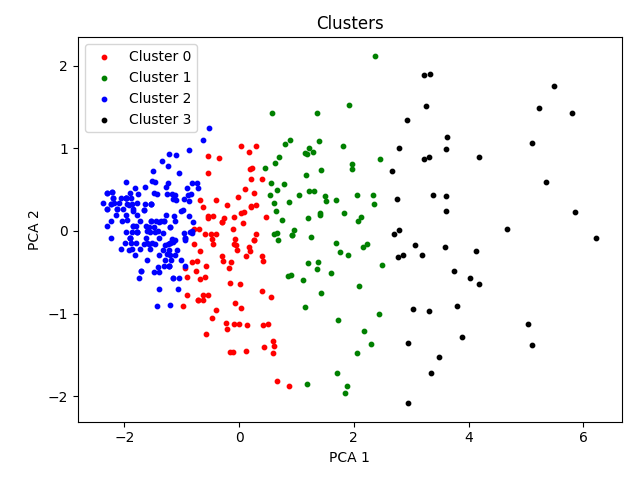 Clusters
Cluster 0
Cluster 1
Cluster 2
Cluster 3
2
1
0
−1
−2
PCA 2
−2 0 2 4 6
PCA 1